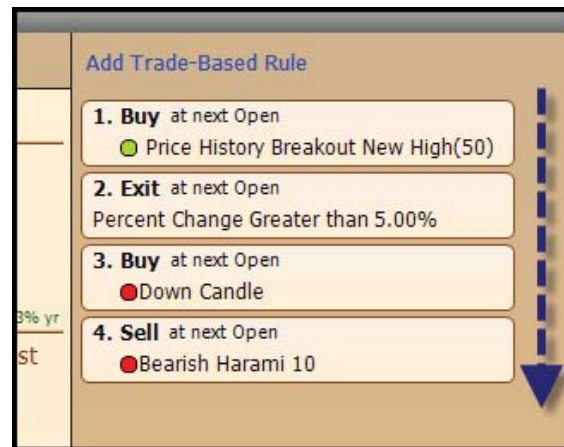 Add Trade-Based Rule
1. Buy at next Open
Price History Breakout New High(50)
2. Exit at next Open
Percent Change Greater than 5.00%
3. Buy at next Open
Down Candle
3% yr
4. Sell at next Open
st
Bearish Harami 10